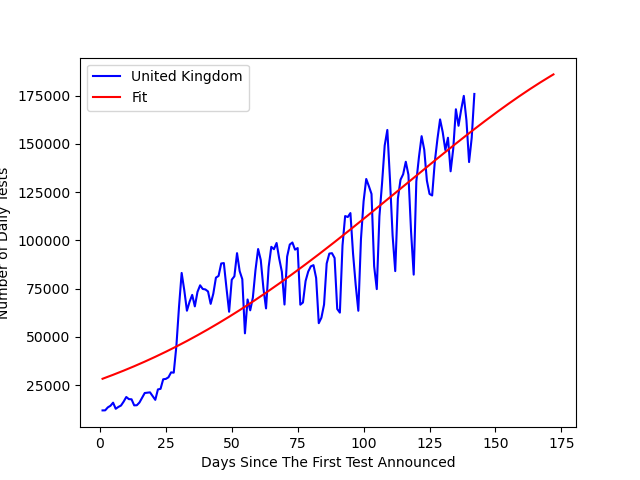 United Kingdom
Fit
175000
150000
125000
100000
75000
50000
25000
Number of Daily Tests
0 25 50 75 100 125 150 175
Days Since The First Test Announced